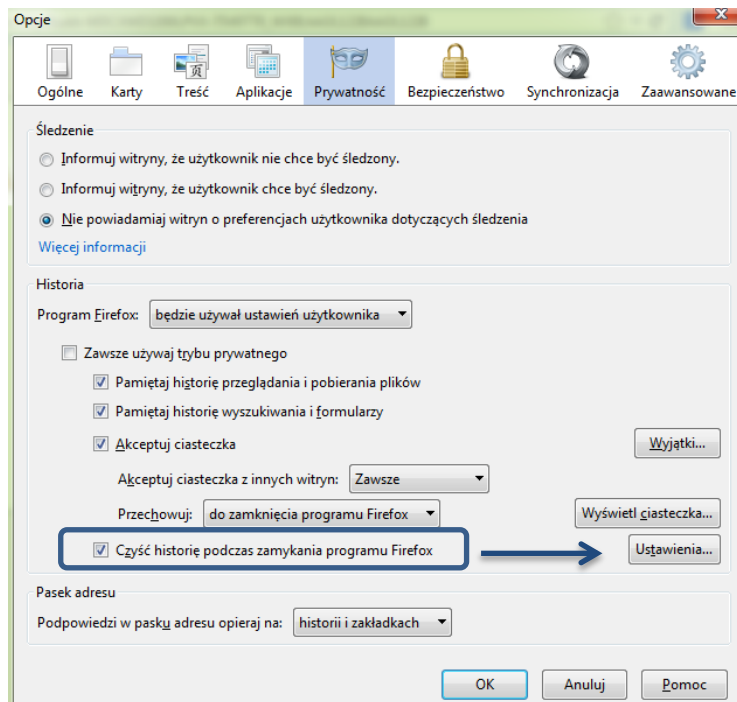 Opcje
Ogólne Karty Treść Aplikacje Prywatność Bezpieczeństwo Synchronizacja Zaawansowane
Śledzenie
Informuj witryny, że użytkownik nie chce być śledzony.
Informuj witryny, że użytkownik chce być śledzony.
Nie powiadamiaj witryn o preferencjach użytkownika dotyczących śledzenia
Więcej informacji
Historia
Program Firefox: będzie używał ustawień użytkownika
Zawsze używaj trybu prywatnego
Pamiętaj historię przeglądania i pobierania plików
Pamiętaj historię wyszukiwania i formularzy
Akceptuj ciasteczka Wyjątki...
Akceptuj ciasteczka z innych witryn: Zawsze
Przechowuj: do zamknięcia programu Firefox Wyświetl ciasteczka...
Czyść historię podczas zamykania programu Firefox Ustawienia...
Pasek adresu
Podpowiedzi w pasku adresu opieraj na: historii i zakładkach
OK Anuluj Pomoc